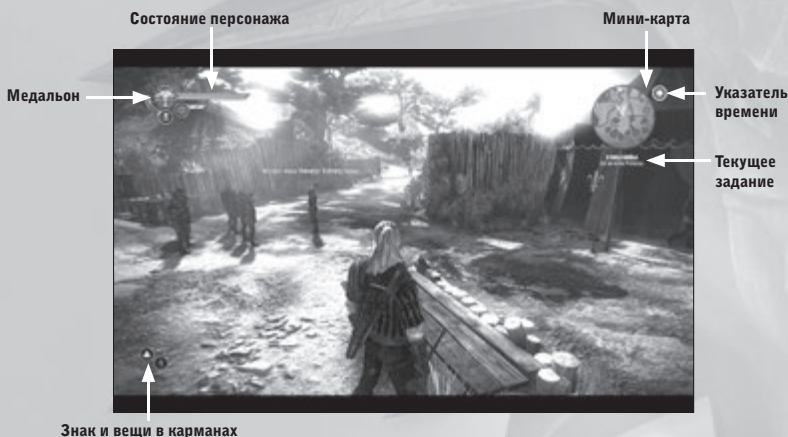 Состояние персонажа
Мини-карта
Медальон
Указатель
времени
Текущее
задание
Знак и вещи в карманах